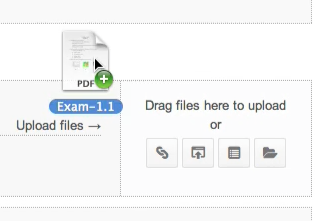 PDF
Exam-1.1
Upload files →
Drag files here to upload
or